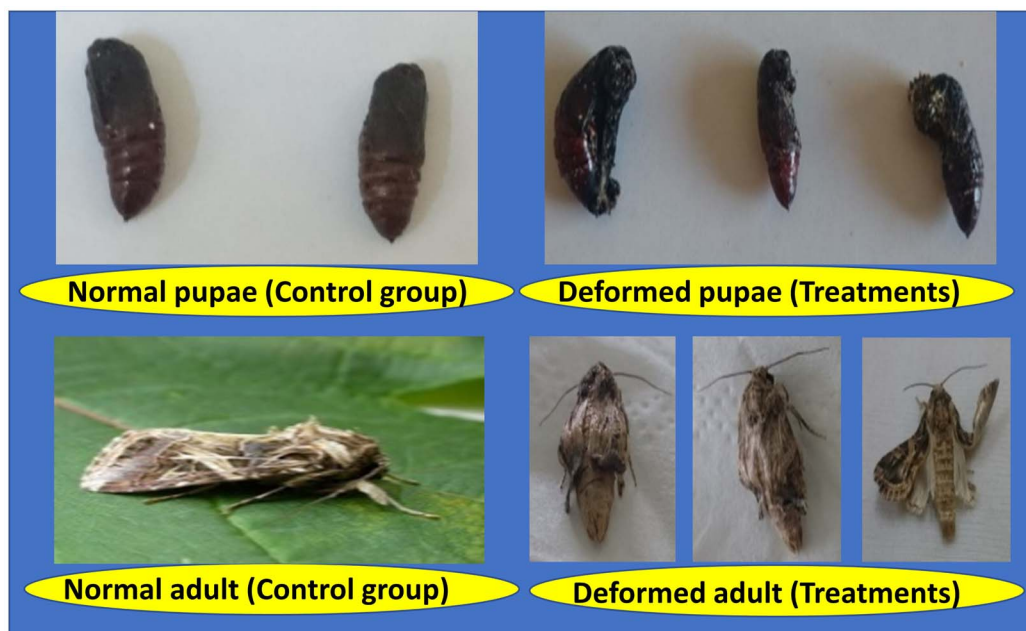 Normal pupae (Control group)
Deformed pupae (Treatments)
Normal adult (Control group)
Deformed adult (Treatments)